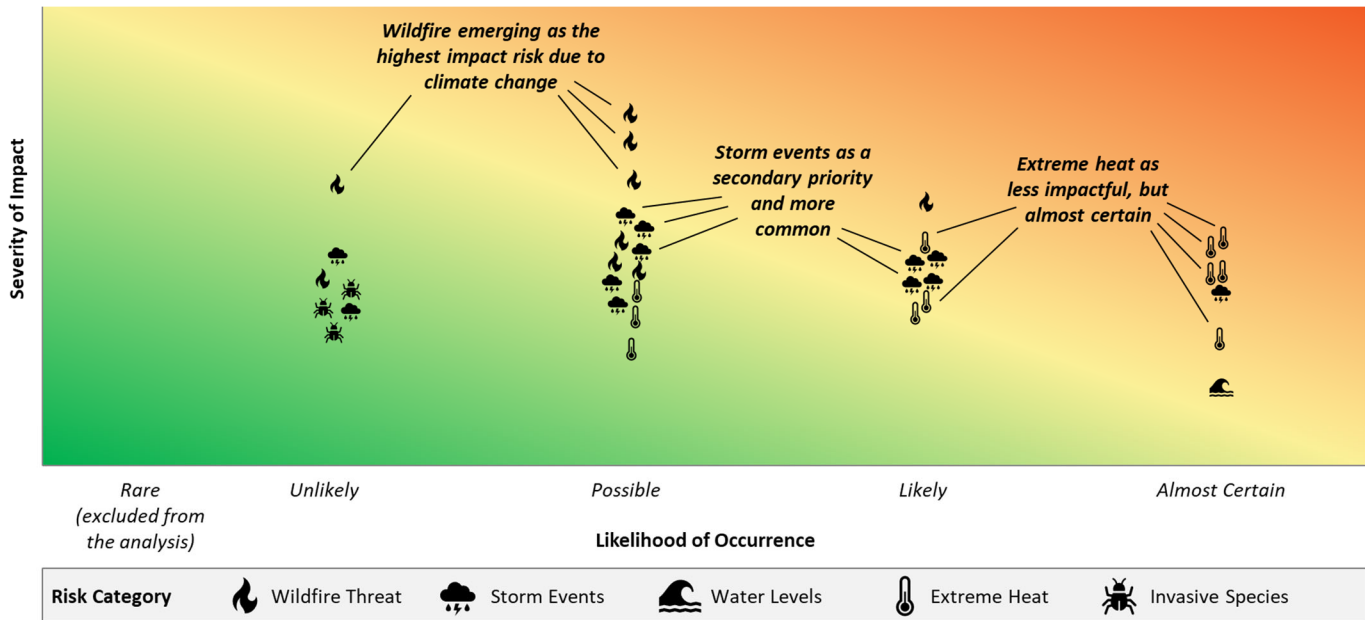 Wildfire emerging as the
highest impact risk due to
climate change
Storm events as a
secondary priority
and more
common
Extreme heat as
less impactful, but
almost certain
Severity of Impact
Rare
(excluded from
the analysis)
Unlikely
Possible
Likely
Almost Certain
Likelihood of Occurrence
Risk Category
Wildfire Threat
Storm Events
Water Levels
Extreme Heat
Invasive Species